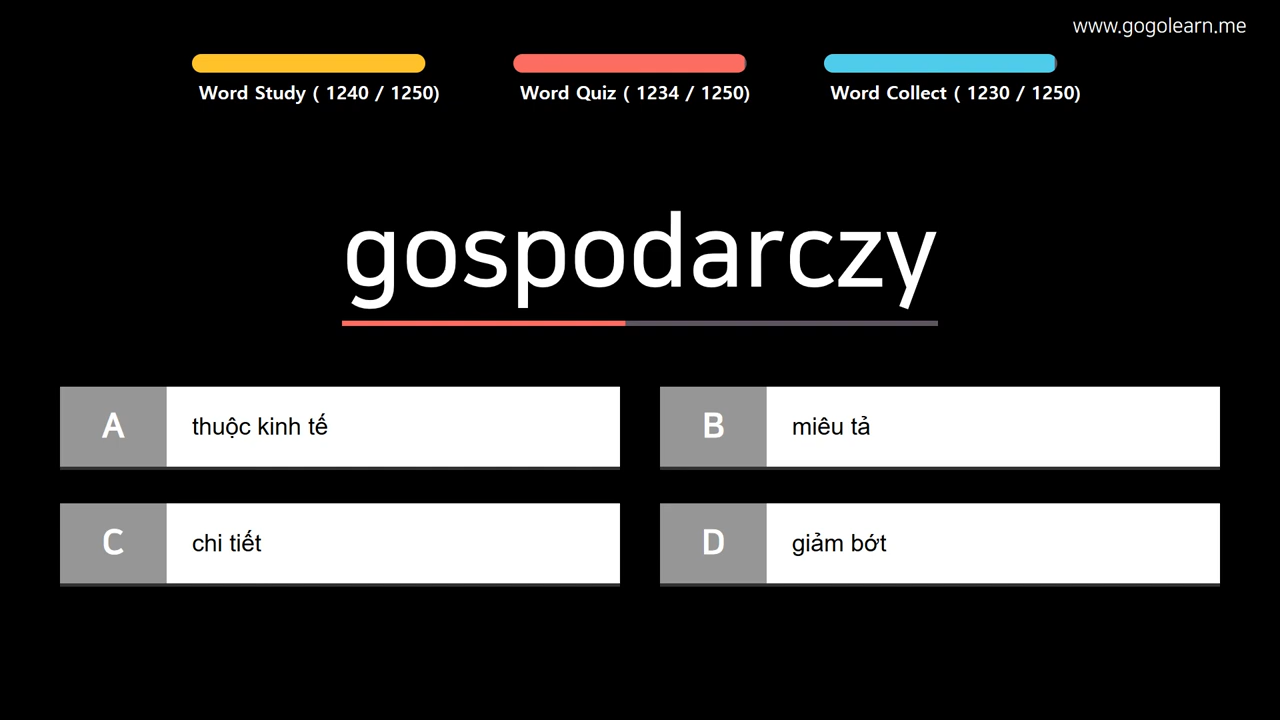 www.gogolearn.me
Word Study ( 1240 / 1250)
Word Quiz ( 1234 / 1250)
Word Collect ( 1230 / 1250)
gospodarczy
A thuộc kinh tế
B miêu tả
C chi tiết
D giảm bớt